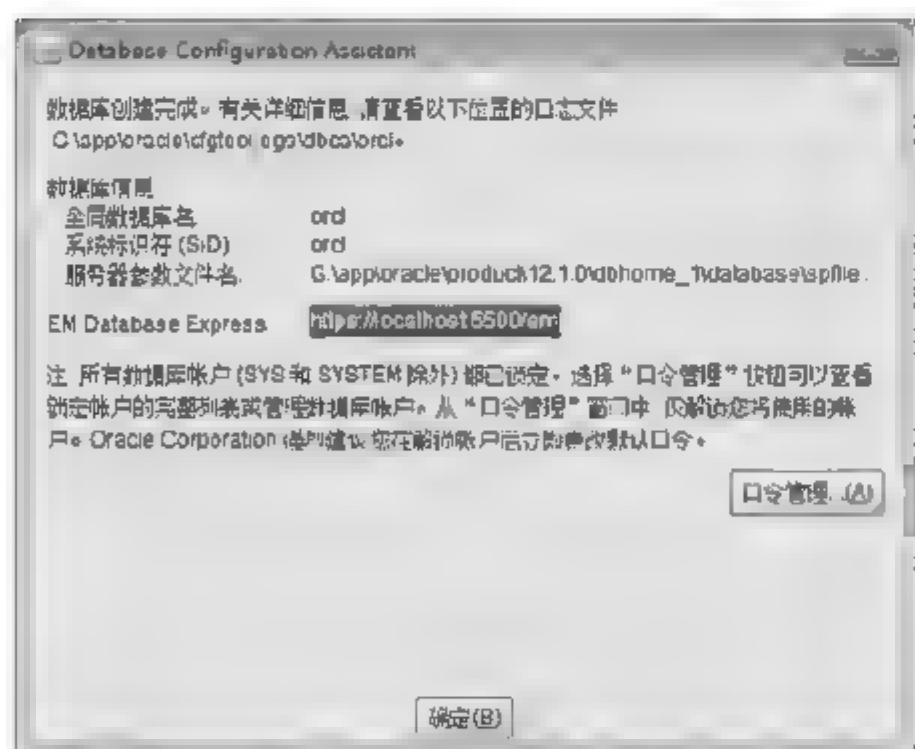 Database Configuration Assistant
数据库创建完成。有关详细信息, 请查看以下位置的日志文件
G:\app\oracle\cfgtoollogs\dbca\orcl。
数据库信息
全局数据库名: orcl
系统标识符 (SID) orcl
服务器参数文件名: G:\app\oracle\product\12.1.0\dbhome_1\database\spfile
EM Database Express https://localhost:5500/em
注: 所有数据库帐户 (SYS 和 SYSTEM 除外) 都已锁定。选择 “口令管理” 按钮可以查看
锁定帐户的完整列表或管理数据库帐户。从 “口令管理” 窗口中, 仅解锁您将使用的帐
户。Oracle Corporation 强烈建议您在解锁帐户后立即更改默认口令。
口令管理...(A)
确定(B)